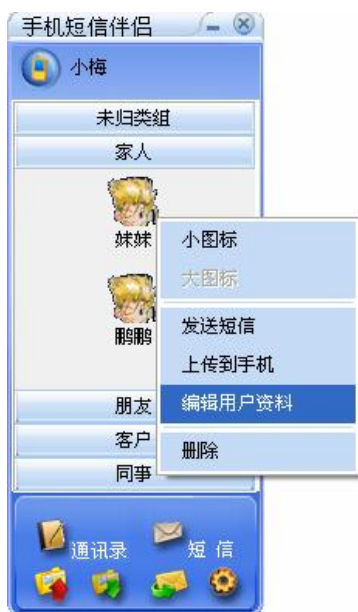 手机短信伴侣
小梅
未归类组
家人
妹妹
鹏鹏
小图标
大图标
发送短信
上传到手机
编辑用户资料
删除
朋友
客户
同事
通讯录
短 信